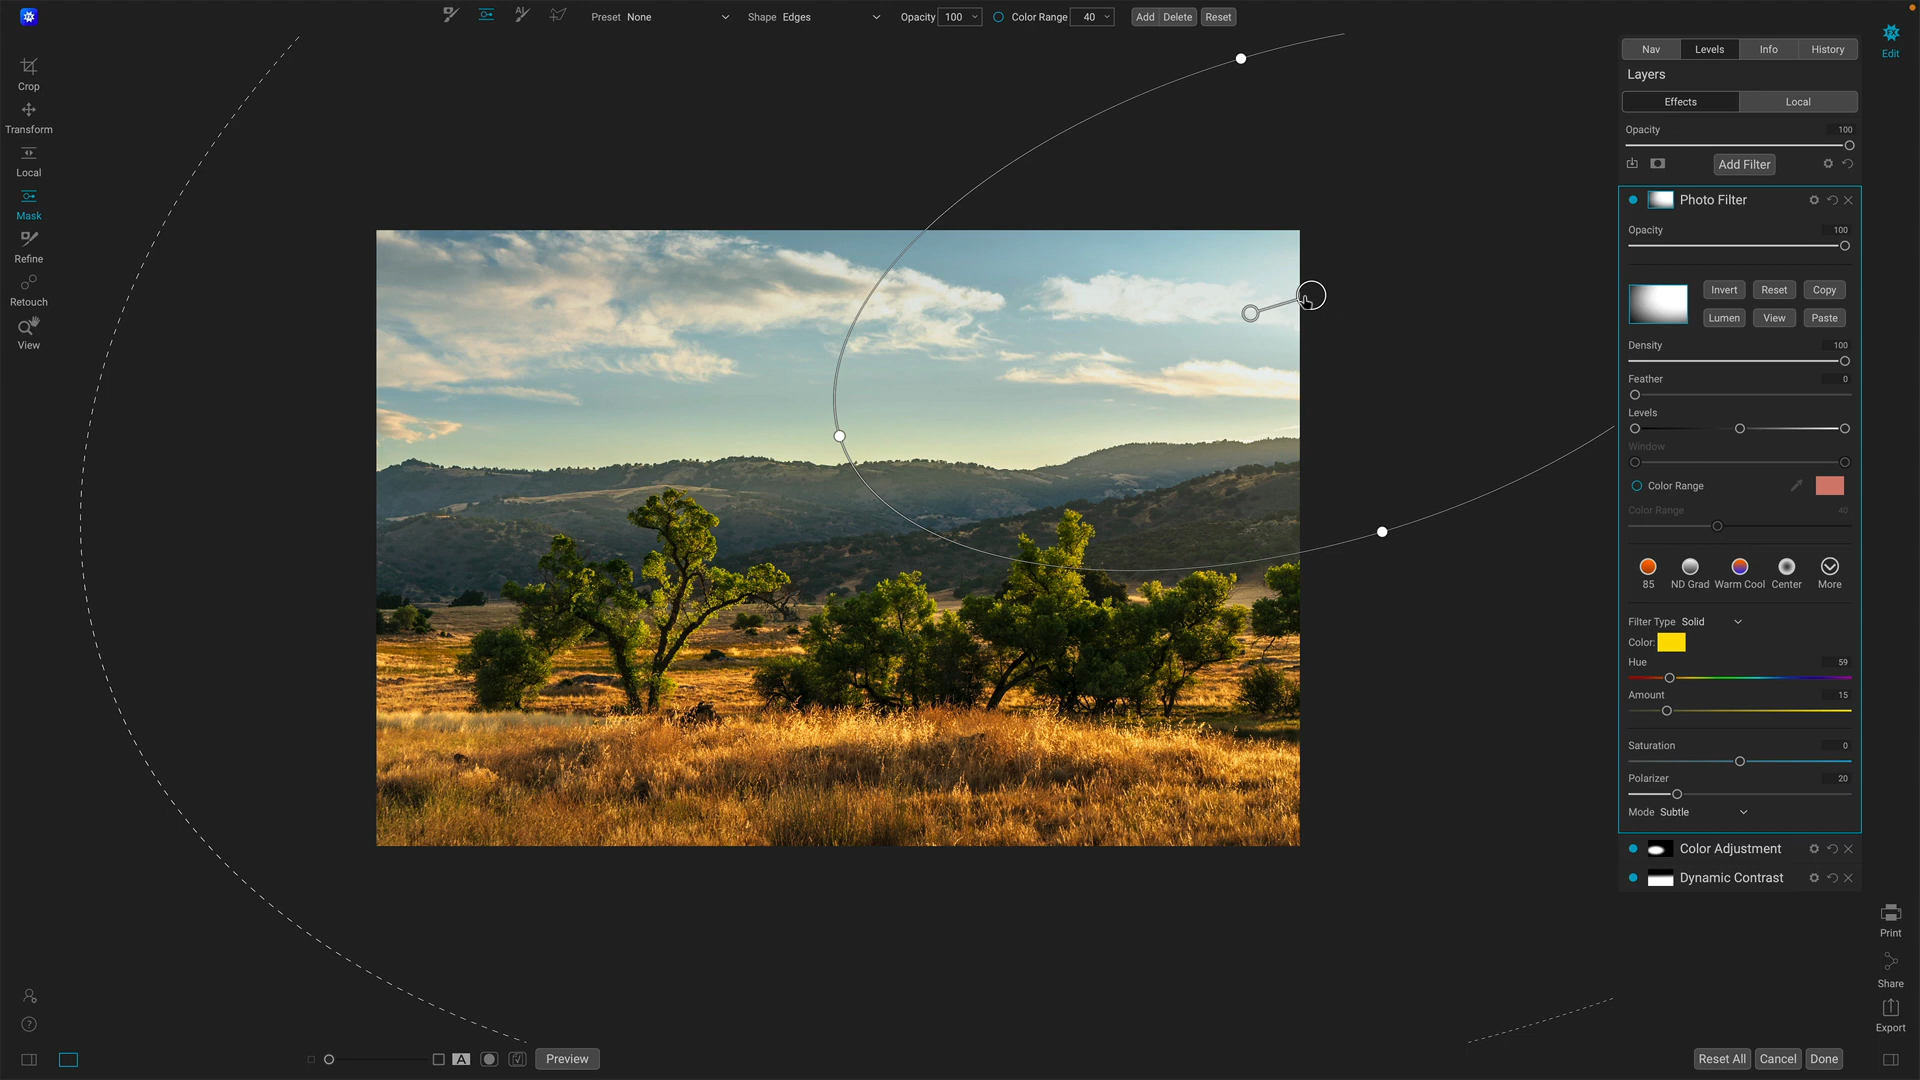 Preset None Shape Edges Opacity 100 Color Range 40 Add Delete Reset
Crop
Transform
Local
Mask
Refine
Retouch
View
Nav Levels Info History
Edit
Layers
Effects Local
Opacity 100
Add Filter
Photo Filter
Opacity 100
Invert Reset Copy
Lumen View Paste
Density 100
Feather 0
Levels
Window
Color Range
Color Range 40
85 ND Grad Warm Cool Center More
Filter Type Solid
Color:
Hue 59
Amount 15
Saturation 0
Polarizer 20
Mode Subtle
Color Adjustment
Dynamic Contrast
Print
Share
Export
?
A Preview
Reset All Cancel Done